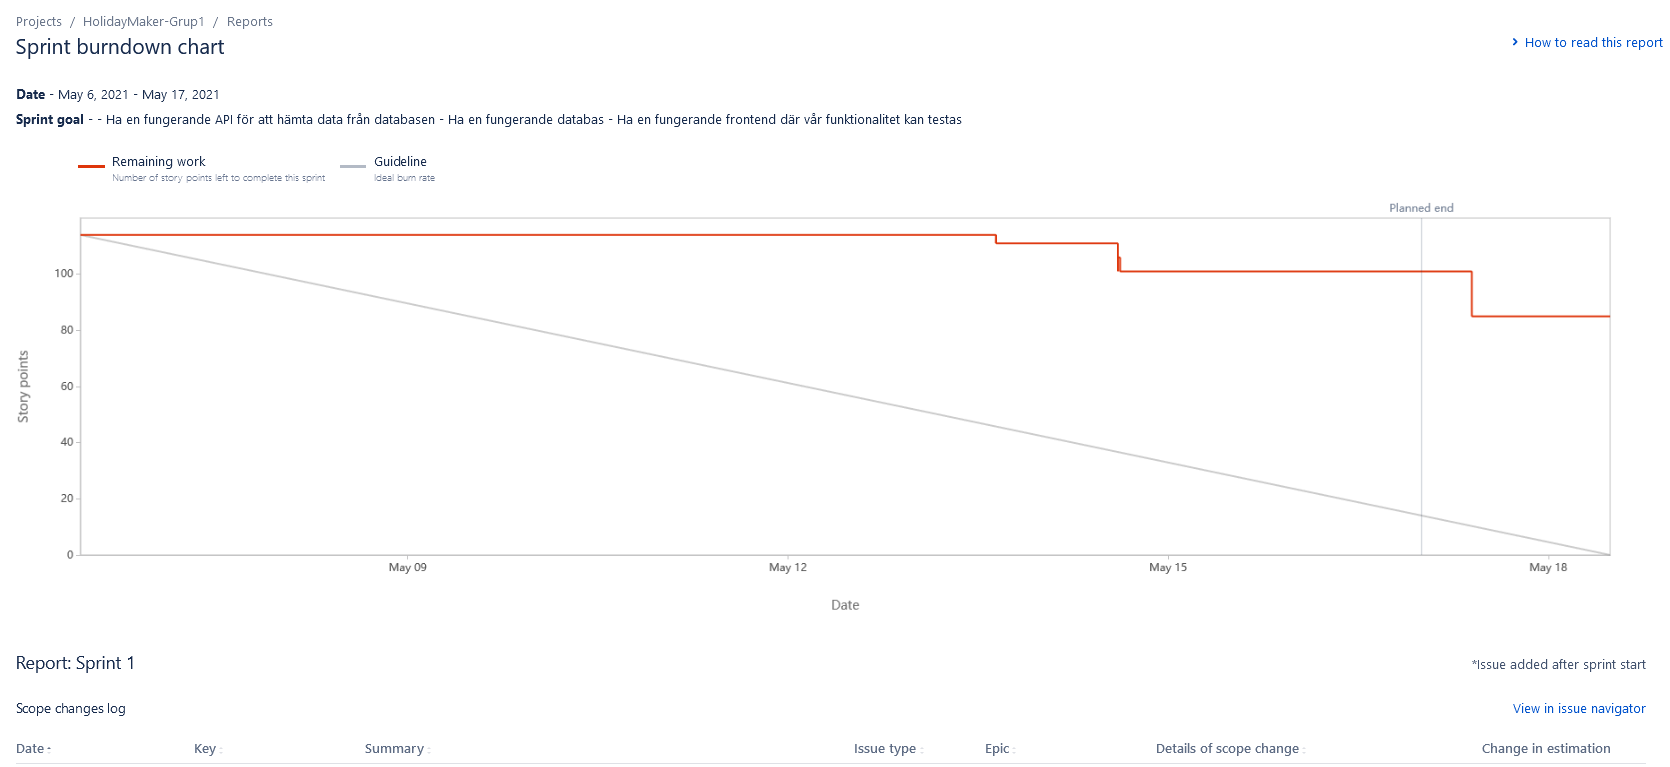 Projects / HolidayMaker-Grup1 / Reports
Sprint burndown chart
How to read this report
Date - May 6, 2021 - May 17, 2021
Sprint goal - - Ha en fungerande API för att hämta data från databasen - Ha en fungerande databas - Ha en fungerande frontend där vår funktionalitet kan testas
Remaining work
Number of story points left to complete this sprint
Guideline
Ideal burn rate
Planned end
100
80
60
40
20
0
Story points
May 09
May 12
May 15
May 18
Date
Report: Sprint 1
*Issue added after sprint start
Scope changes log
View in issue navigator
Date Key Summary Issue type Epic Details of scope change Change in estimation